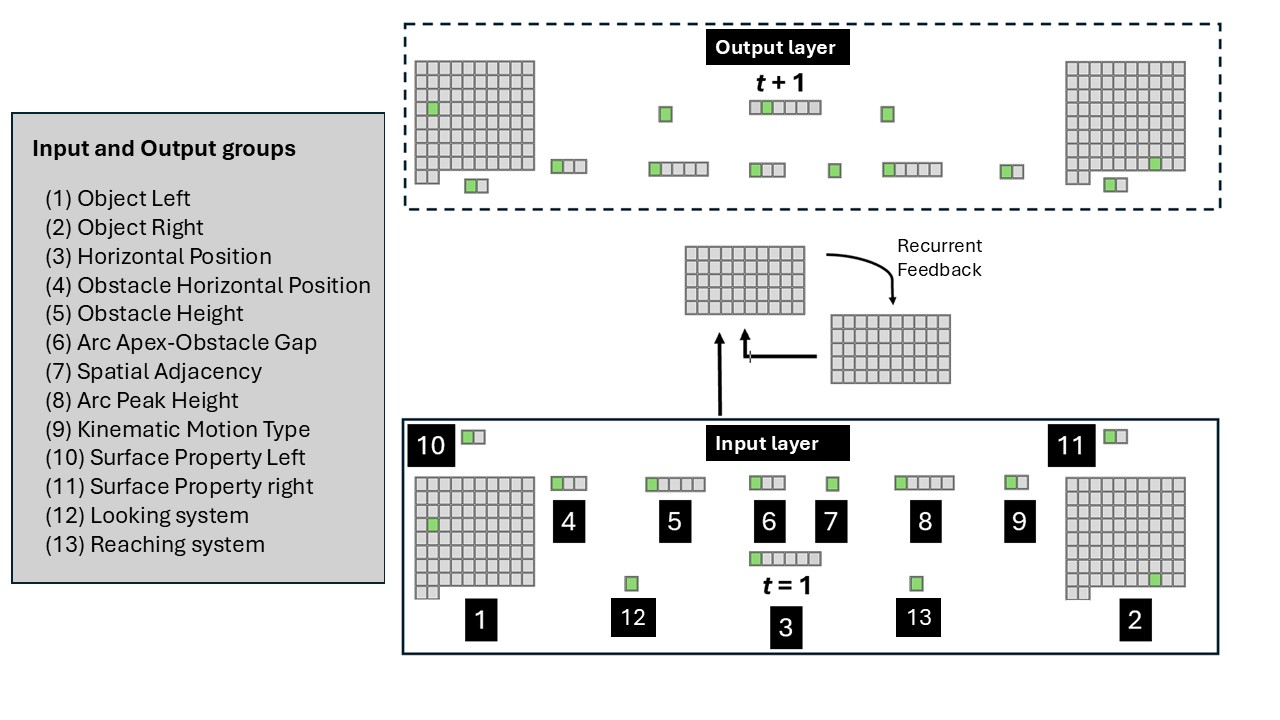 Output layer
t + 1
Input and Output groups
(1) Object Left
(2) Object Right
(3) Horizontal Position
(4) Obstacle Horizontal Position
(5) Obstacle Height
(6) Arc Apex-Obstacle Gap
(7) Spatial Adjacency
(8) Arc Peak Height
(9) Kinematic Motion Type
(10) Surface Property Left
(11) Surface Property right
(12) Looking system
(13) Reaching system
Recurrent
Feedback
10
Input layer
11
4
5
6
7
8
9
t = 1
1
12
3
13
2